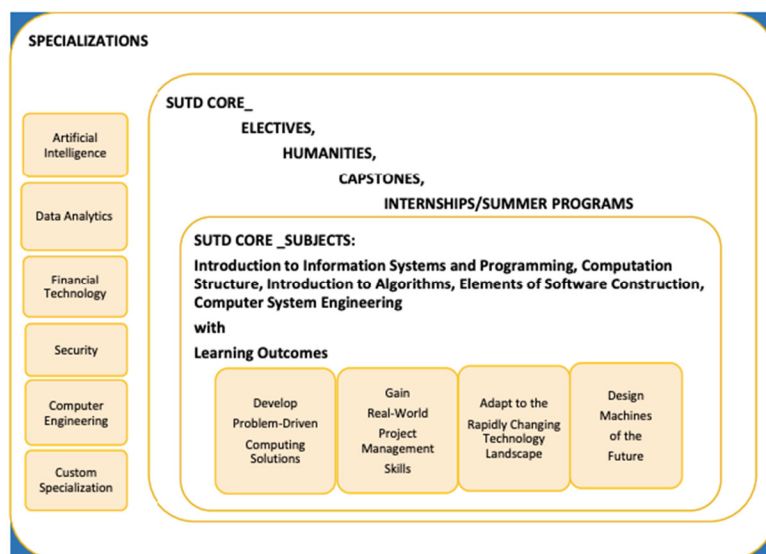 SPECIALIZATIONS
Artificial
Intelligence
Data Analytics
Financial
Technology
Security
Computer
Engineering
Custom
Specialization
SUTD CORE_
ELECTIVES,
HUMANITIES,
CAPSTONES,
INTERNSHIPS/SUMMER PROGRAMS
SUTD CORE _SUBJECTS:
Introduction to Information Systems and Programming, Computation
Structure, Introduction to Algorithms, Elements of Software Construction,
Computer System Engineering
with
Learning Outcomes
Develop
Problem-Driven
Computing
Solutions
Gain
Real-World
Project
Management
Skills
Adapt to the
Rapidly Changing
Technology
Landscape
Design
Machines
of the
Future